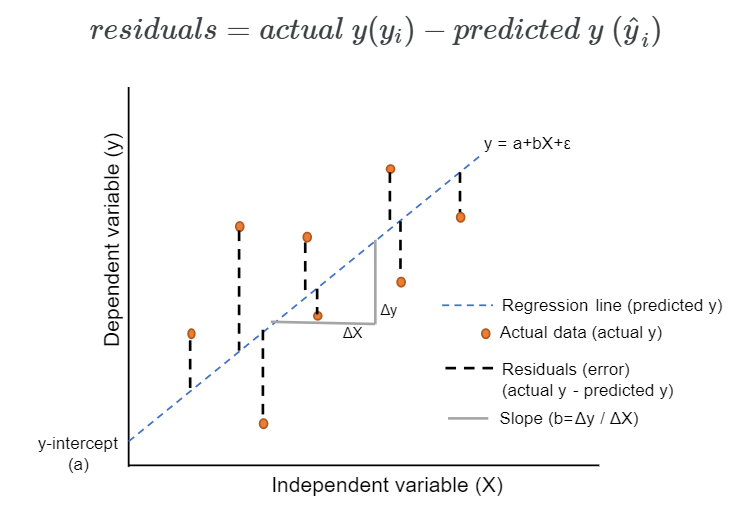 residuals = actual y(yᵢ) − predicted y (ŷᵢ)
y = a+bX+ε
Dependent variable (y)
Δy
ΔX
Regression line (predicted y)
Actual data (actual y)
Residuals (error)
(actual y - predicted y)
Slope (b=Δy / ΔX)
y-intercept
(a)
Independent variable (X)